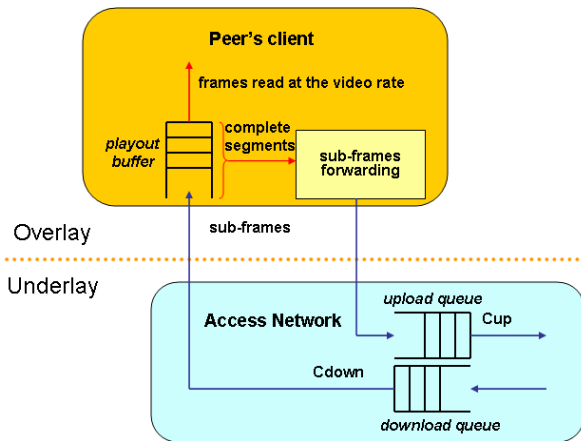 Peer's client
frames read at the video rate
complete
segments
playout
buffer
sub-frames
forwarding
sub-frames
Overlay
Underlay
upload queue
Access Network
Cup
Cdown
download queue